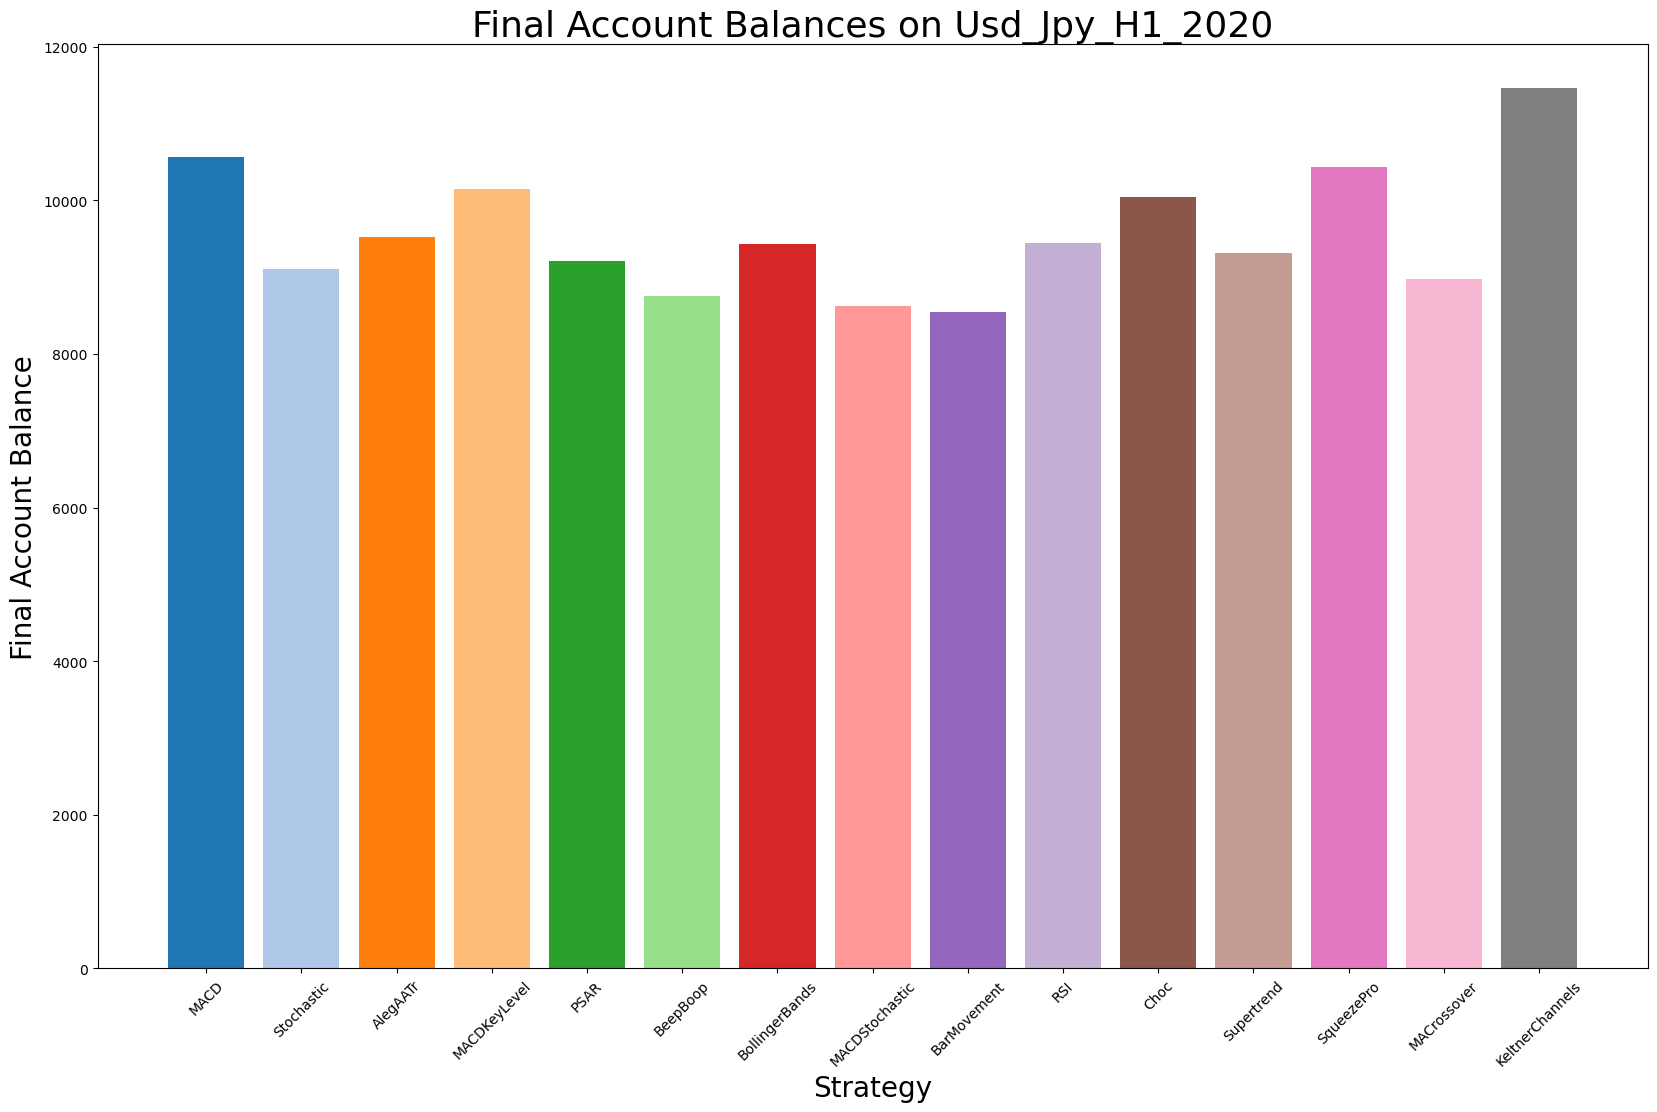 Final Account Balances on Usd_Jpy_H1_2020
Final Account Balance
12000
10000
8000
6000
4000
2000
0
MACD
Stochastic
AlegAATr
MACDKeyLevel
PSAR
BeepBoop
BollingerBands
MACDStochastic
BarMovement
RSI
Choc
Supertrend
SqueezePro
MACrossover
KeltnerChannels
Strategy